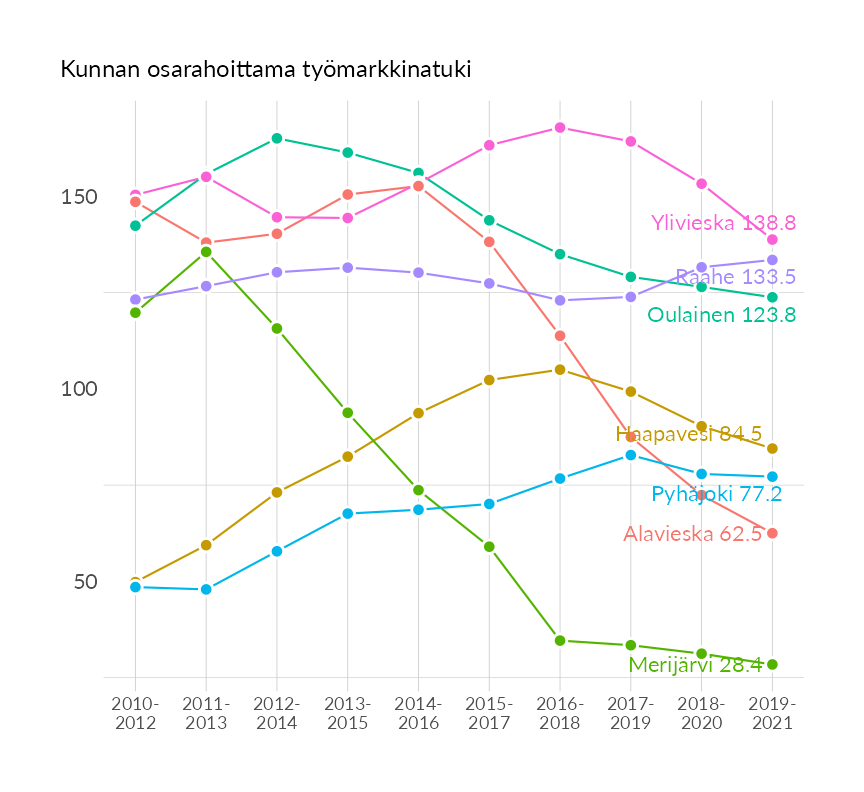 Kunnan osarahoittama työmarkkinatuki
150
100
50
Ylivieska 138.8
Raahe 133.5
Oulainen 123.8
Haapavesi 84.5
Pyhäjoki 77.2
Alavieska 62.5
Merijärvi 28.4
2010-
2012
2011-
2013
2012-
2014
2013-
2015
2014-
2016
2015-
2017
2016-
2018
2017-
2019
2018-
2020
2019-
2021